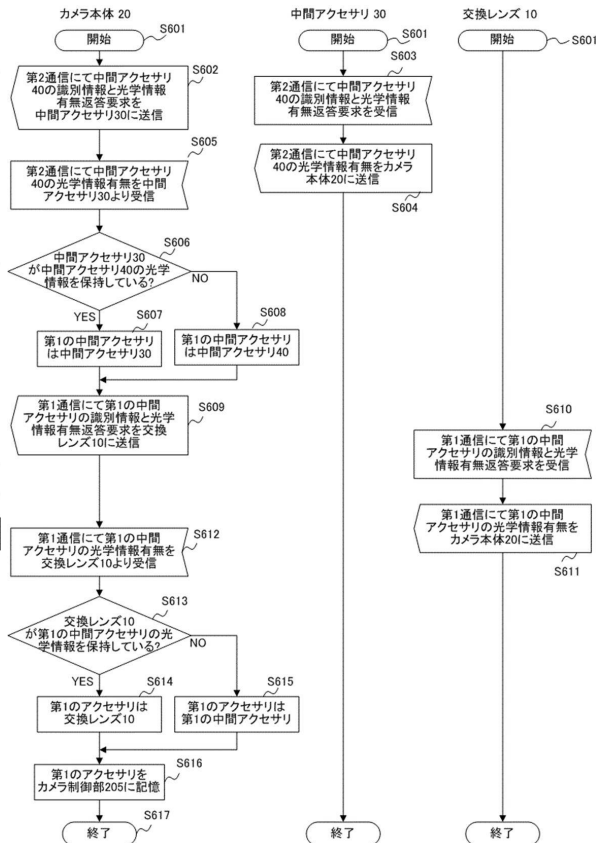 カメラ本体 20
開始
S601
第2通信にて中間アクセサリ
40の識別情報と光学情報
有無返答要求を
中間アクセサリ30に送信
S602
第2通信にて中間アクセサリ
40の光学情報有無を中間
アクセサリ30より受信
S605
中間アクセサリ30
が中間アクセサリ40の光学
情報を保持している?
S606
YES
NO
第1の中間アクセサリ
は中間アクセサリ30
S607
第1の中間アクセサリ
は中間アクセサリ40
S608
第1通信にて第1の中間
アクセサリの識別情報と光学
情報有無返答要求を交換
レンズ10に送信
S609
第1通信にて第1の中間
アクセサリの光学情報有無を
交換レンズ10より受信
S612
交換レンズ10
が第1の中間アクセサリの光
学情報を保持している?
S613
YES
NO
第1のアクセサリは
交換レンズ10
S614
第1のアクセサリは
第1の中間アクセサリ
S615
第1のアクセサリを
カメラ制御部205に記憶
S616
終了
S617
中間アクセサリ 30
開始
S601
S603
第2通信にて中間アクセサリ
40の識別情報と光学情報
有無返答要求を受信
第2通信にて中間アクセサリ
40の光学情報有無をカメラ
本体20に送信
S604
終了
交換レンズ 10
開始
S601
S610
第1通信にて第1の中間
アクセサリの識別情報と光学
情報有無返答要求を受信
第1通信にて第1の中間
アクセサリの光学情報有無を
カメラ本体20に送信
S611
終了